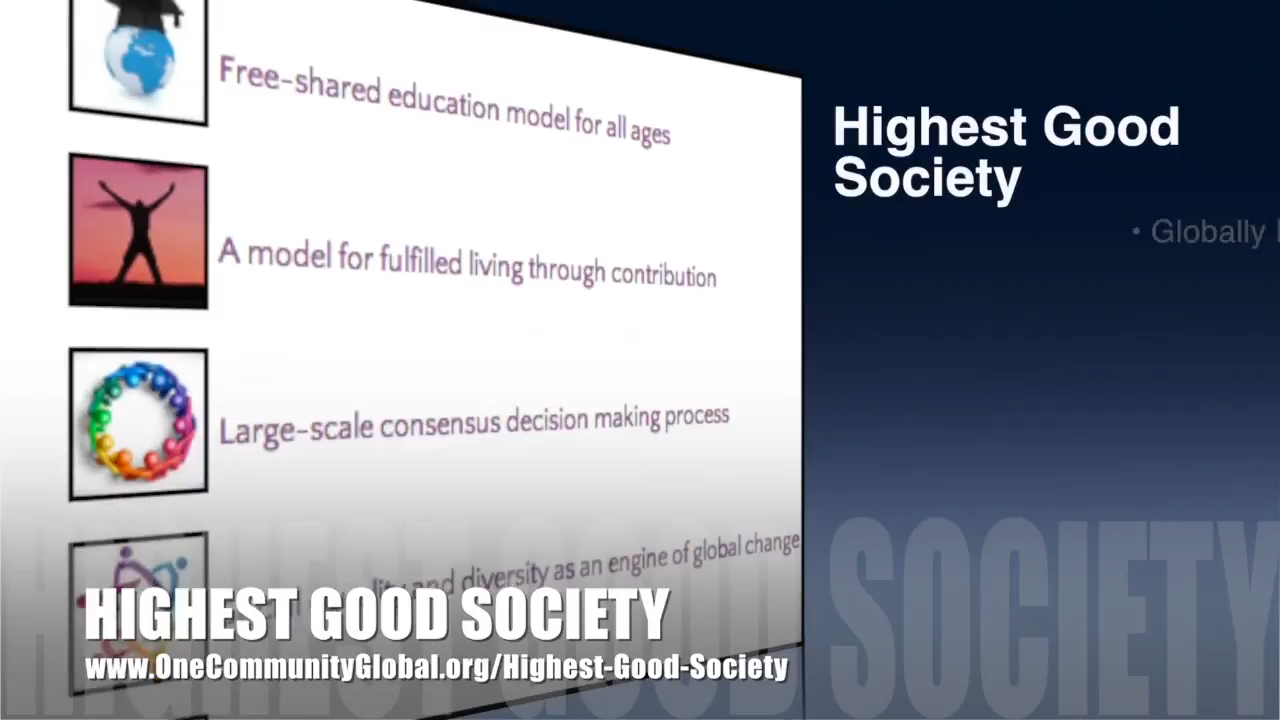 Free-shared education model for all ages
A model for fulfilled living through contribution
Large-scale consensus decision making process
and diversity as an engine of global change
Highest Good
Society
• Globally
HIGHEST GOOD SOCIETY
HIGHEST GOOD SOCIETY
www.OneCommunityGlobal.org/Highest-Good-Society